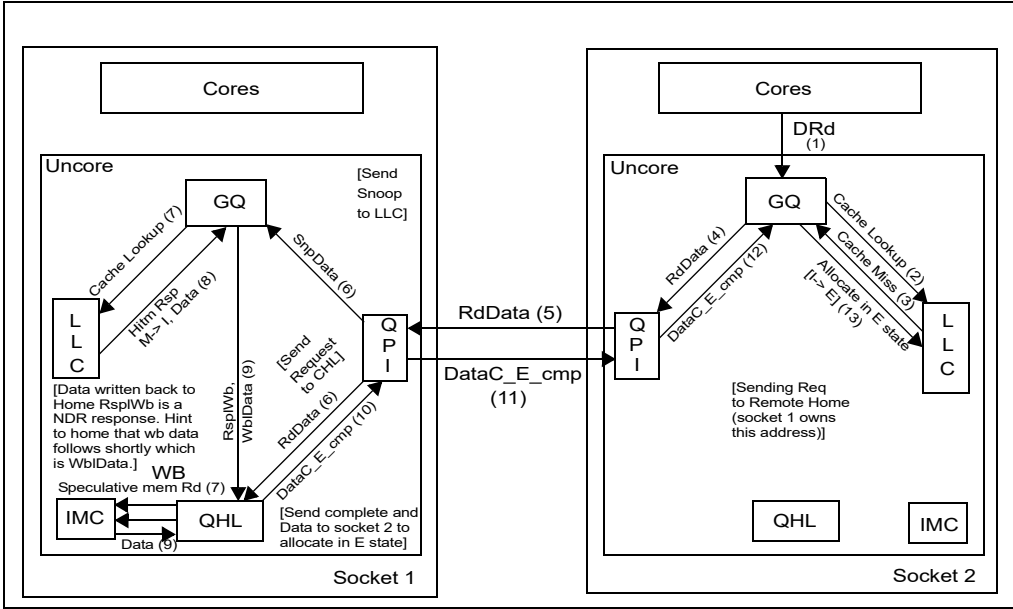 Cores
Uncore
GQ
[Send
Snoop
to LLC]
Cache Lookup (7)
Hitm Rsp
M-> I, Data (8)
SnpData (6)
L
L
C
Q
P
I
[Send
Request
to CHL]
RspIWb,
WbIData (9)
RdData (6)
DataC_E_cmp (10)
[Data written back to
Home RspIWb is a
NDR response. Hint
to home that wb data
follows shortly which
is WbIData.]
WB
Speculative mem Rd (7)
IMC
QHL
Data (9)
[Send complete and
Data to socket 2 to
allocate in E state]
Socket 1
RdData (5)
DataC_E_cmp
(11)
Cores
DRd
(1)
Uncore
GQ
RdData (4)
DataC_E_cmp (12)
Cache Lookup (2)
Cache Miss (3)
Allocate in E state
[I-> E] (13)
Q
P
I
L
L
C
[Sending Req
to Remote Home
(socket 1 owns
this address)]
QHL
IMC
Socket 2